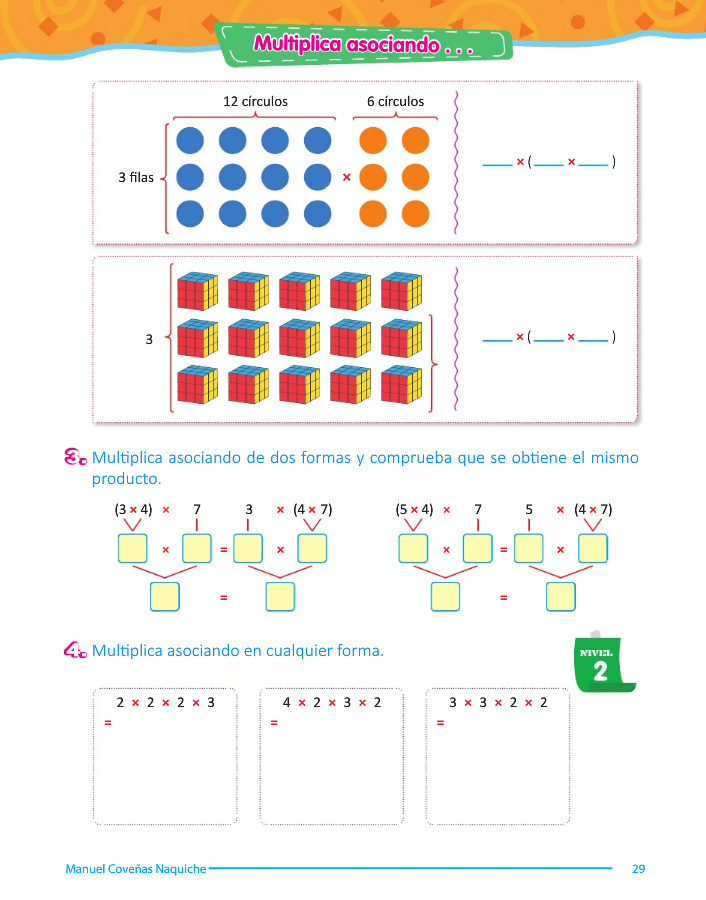 Multiplica asociando . . .
12 círculos 6 círculos
3 filas × ____ × ( ____ × ____ )
3 ____ × ( ____ × ____ )
3. Multiplica asociando de dos formas y comprueba que se obtiene el mismo
producto.
(3 × 4) × 7 3 × (4 × 7) (5 × 4) × 7 5 × (4 × 7)
× = × × = ×
= =
4. Multiplica asociando en cualquier forma.
NIVEL
2
2 × 2 × 2 × 3 4 × 2 × 3 × 2 3 × 3 × 2 × 2
= = =
Manuel Coveñas Naquiche 29